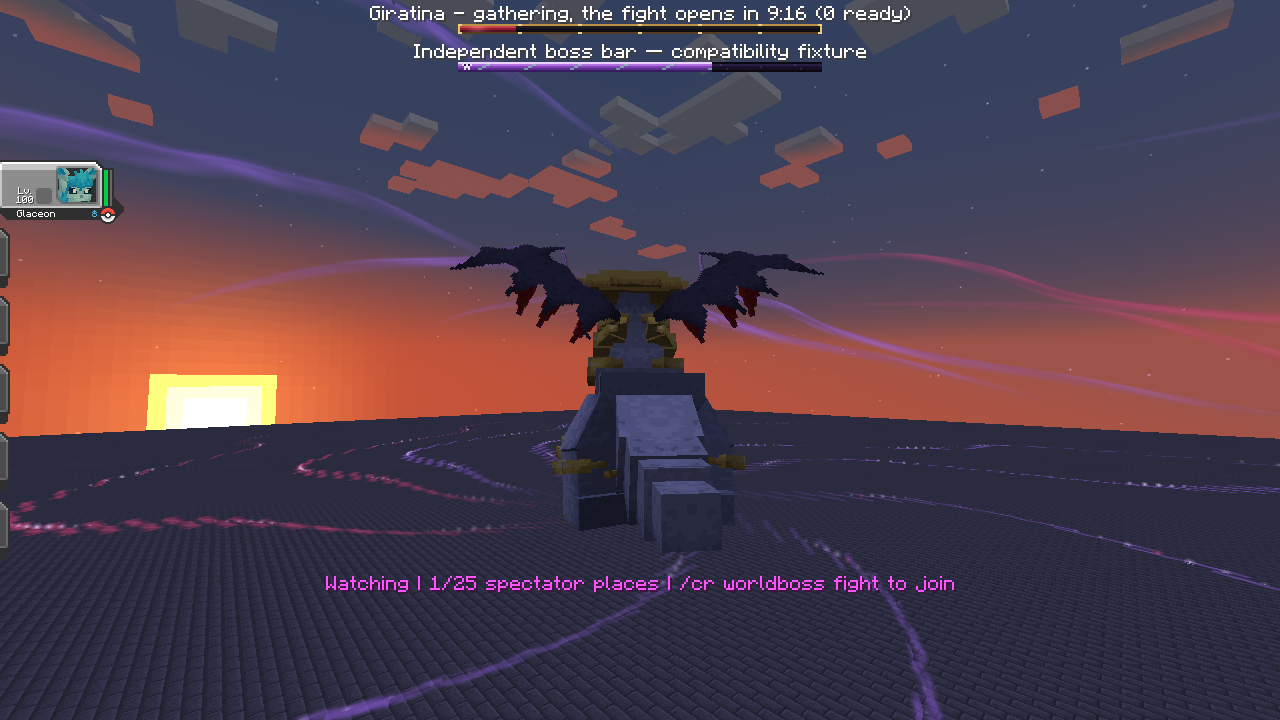 Giratina – gathering, the fight opens in 9:16 (0 ready)
Independent boss bar — compatibility fixture
Lv.
100
Glaceon
Watching | 1/25 spectator places | /cr worldboss fight to join